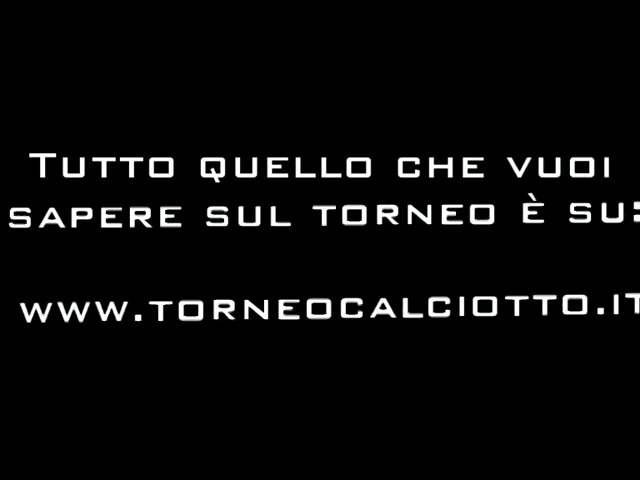 Tutto quello che vuoi
sapere sul torneo è su:
www.torneocalciotto.it